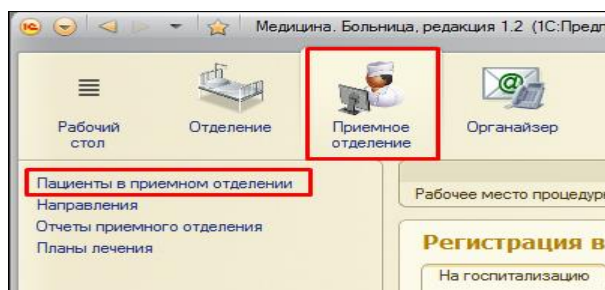 Медицина. Больница, редакция 1.2 (1С:Предп
Рабочий стол
Отделение
Приемное отделение
Органайзер
Пациенты в приемном отделении
Направления
Отчеты приемного отделения
Планы лечения
Рабочее место процедур
Регистрация в
На госпитализацию